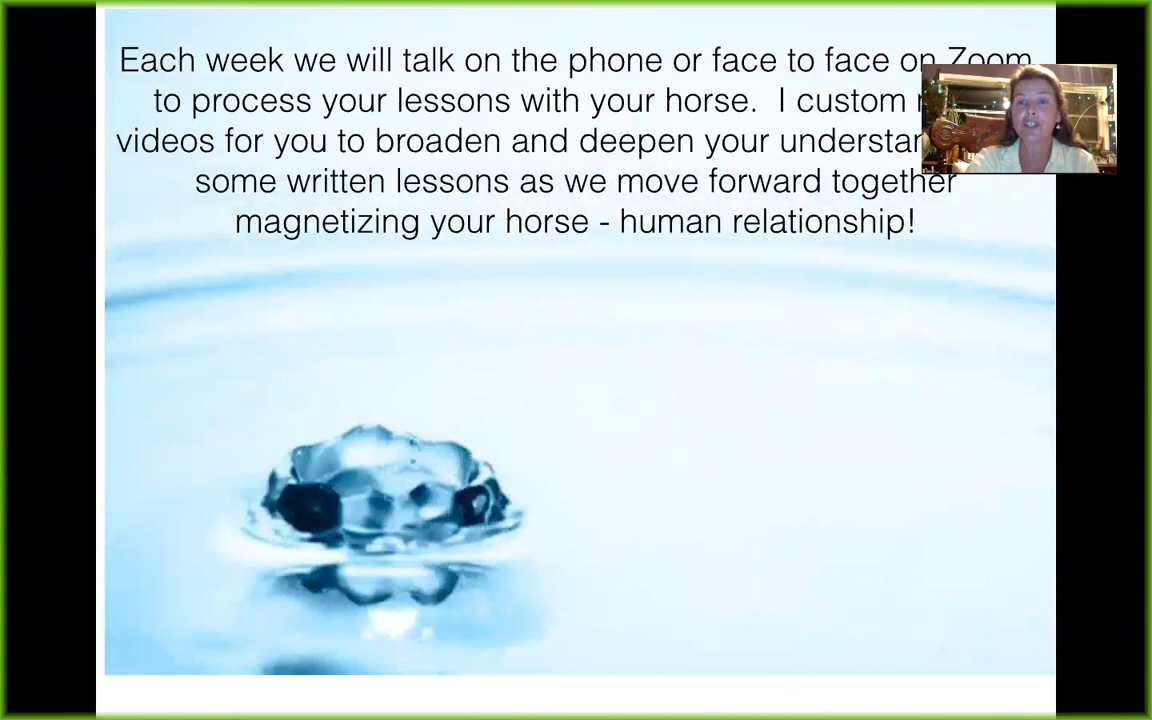 Each week we will talk on the phone or face to face on Zoom
to process your lessons with your horse.  I custom
videos for you to broaden and deepen your
some written lessons as we move forward together
magnetizing your horse - human relationship!